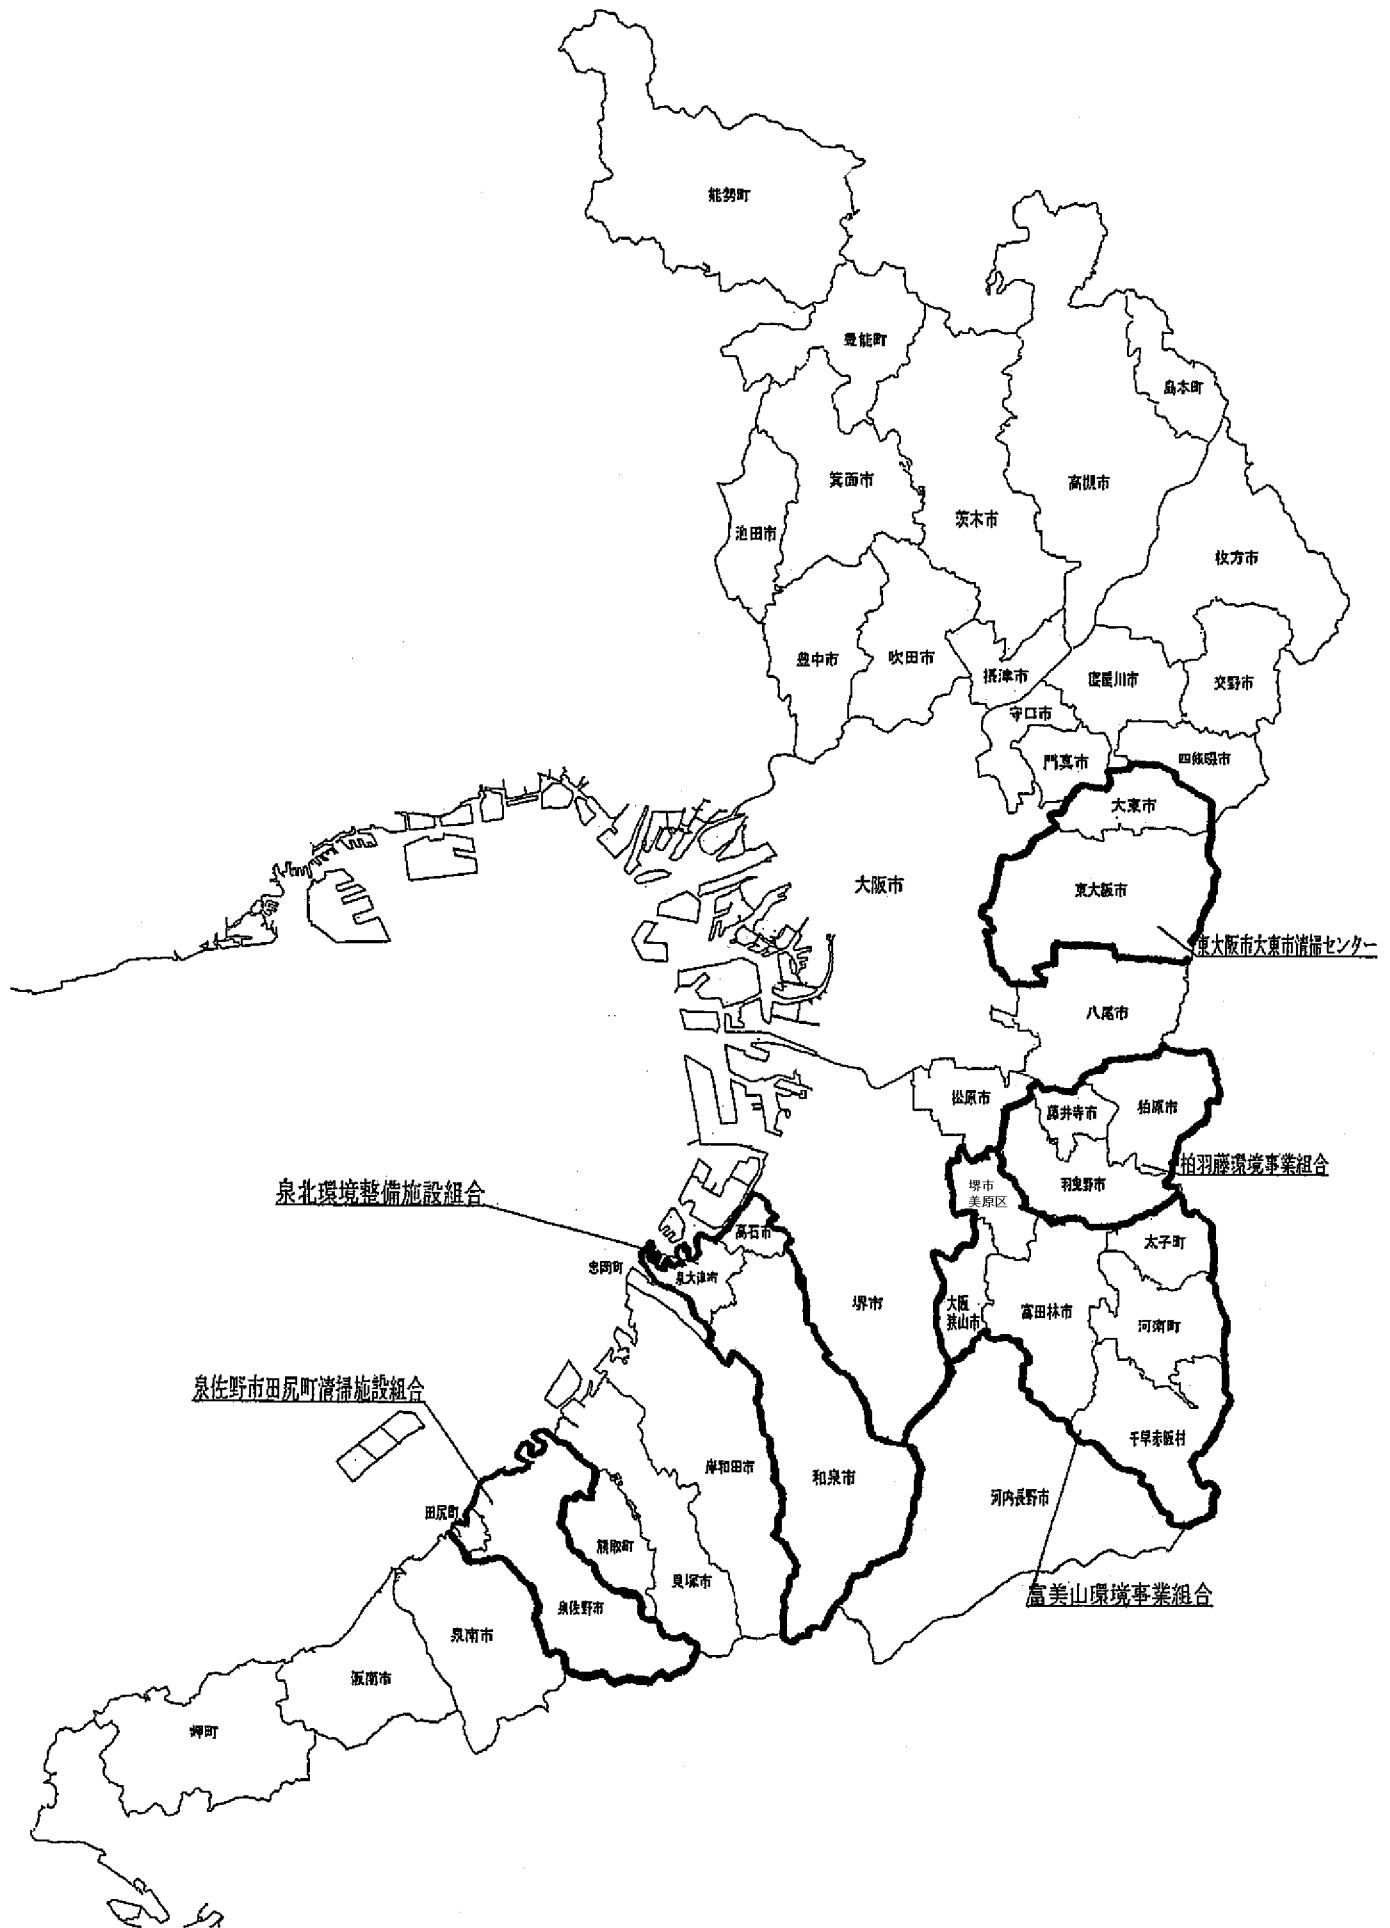 能勢町
豊能町
島本町
箕面市
高槻市
茨木市
池田市
枚方市
豊中市
吹田市
摂津市
寝屋川市
交野市
守口市
門真市
四條畷市
大東市
大阪市
東大阪市
東大阪市大東市清掃センター
八尾市
松原市
藤井寺市
柏原市
柏羽藤環境事業組合
羽曳野市
堺市
美原区
泉北環境整備施設組合
高石市
太子町
忠岡町
泉大津市
堺市
大阪
狭山市
富田林市
河南町
泉佐野市田尻町清掃施設組合
千早赤阪村
岸和田市
和泉市
河内長野市
田尻町
熊取町
貝塚市
富美山環境事業組合
泉佐野市
泉南市
阪南市
岬町